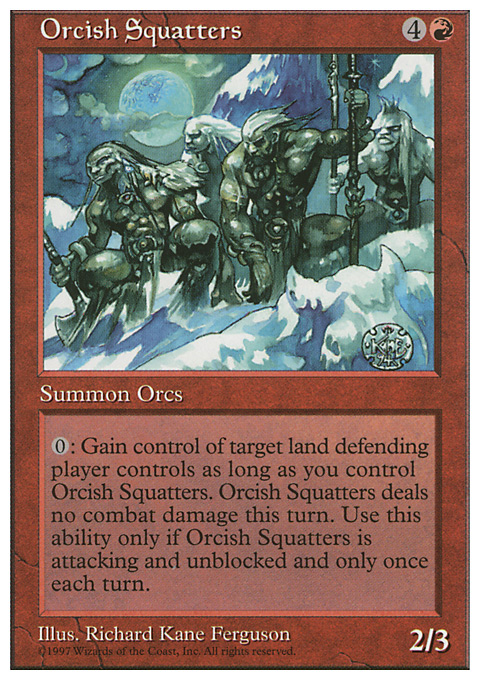 Orcish Squatters 4
Summon Orcs
0: Gain control of target land defending
player controls as long as you control
Orcish Squatters. Orcish Squatters deals
no combat damage this turn. Use this
ability only if Orcish Squatters is
attacking and unblocked and only once
each turn.
Illus. Richard Kane Ferguson
©1997 Wizards of the Coast, Inc. All rights reserved.
2/3